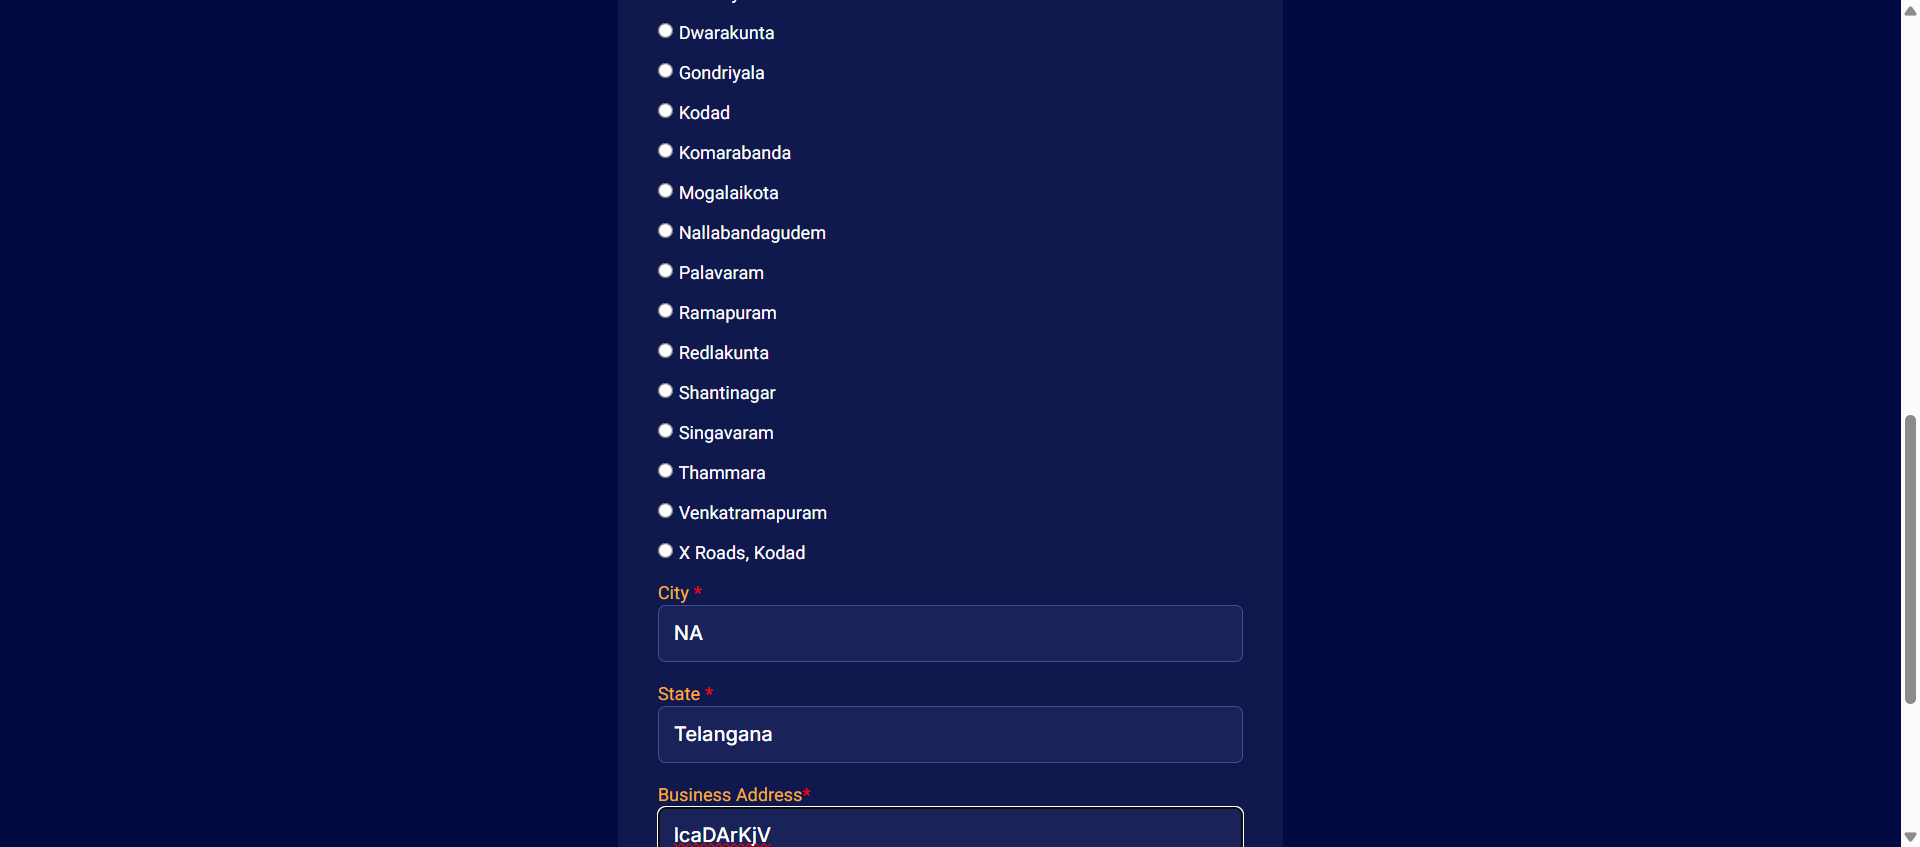 Dwarakunta
Gondriyala
Kodad
Komarabanda
Mogalaikota
Nallabandagudem
Palavaram
Ramapuram
Redlakunta
Shantinagar
Singavaram
Thammara
Venkatramapuram
X Roads, Kodad
City *
NA
State *
Telangana
Business Address*